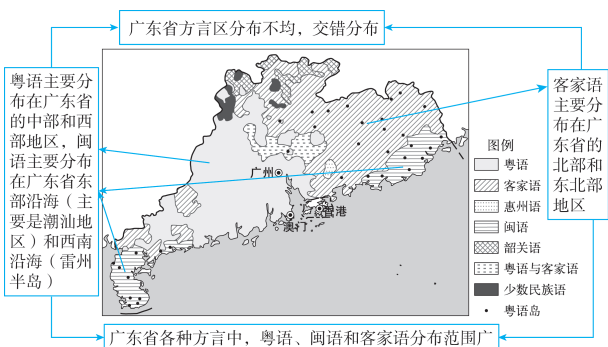 广东省方言区分布不均，交错分布
粤语主要分
布在广东省
的中部和西
部地区，闽
语主要分布
在广东省东
部沿海（主
要是潮汕地
区）和西南
沿海（雷州
半岛）
广州
香港
澳门
客家语
主要分
布在广
东省的
北部和
东北部
地区
图例
粤语
客家语
惠州语
闽语
韶关语
粤语与客家语
少数民族语
粤语岛
广东省各种方言中，粤语、闽语和客家语分布范围广